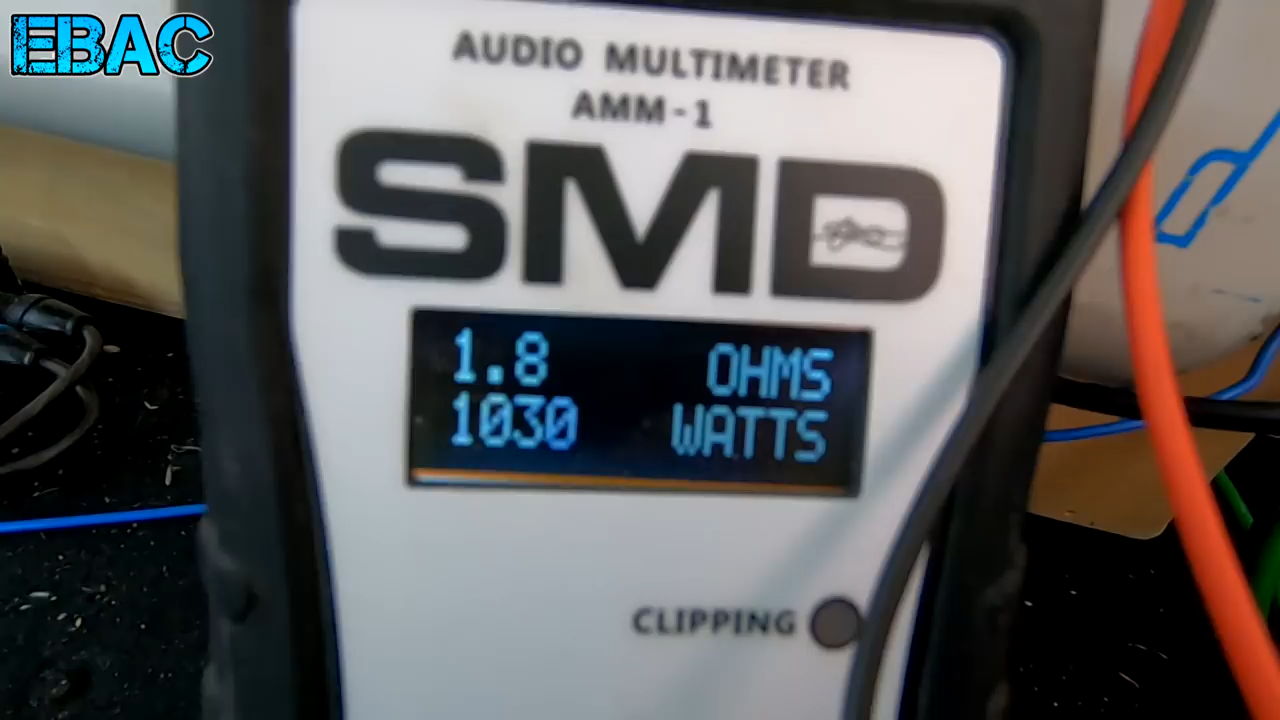 EBAC
AUDIO MULTIMETER
AMM-1
SMD
1.8 OHMS
1030 WATTS
CLIPPING